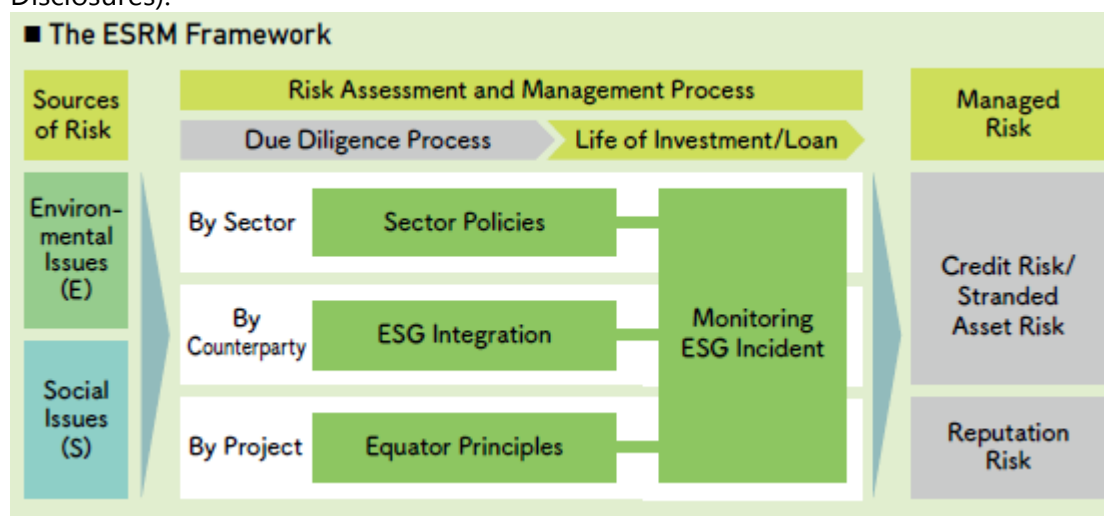 Disclosures).
■ The ESRM Framework
Sources
of Risk
Risk Assessment and Management Process
Managed
Risk
Due Diligence Process
Life of Investment/Loan
Environ-
mental
Issues
(E)
Social
Issues
(S)
By Sector
Sector Policies
By
Counterparty
ESG Integration
By Project
Equator Principles
Monitoring
ESG Incident
Credit Risk/
Stranded
Asset Risk
Reputation
Risk